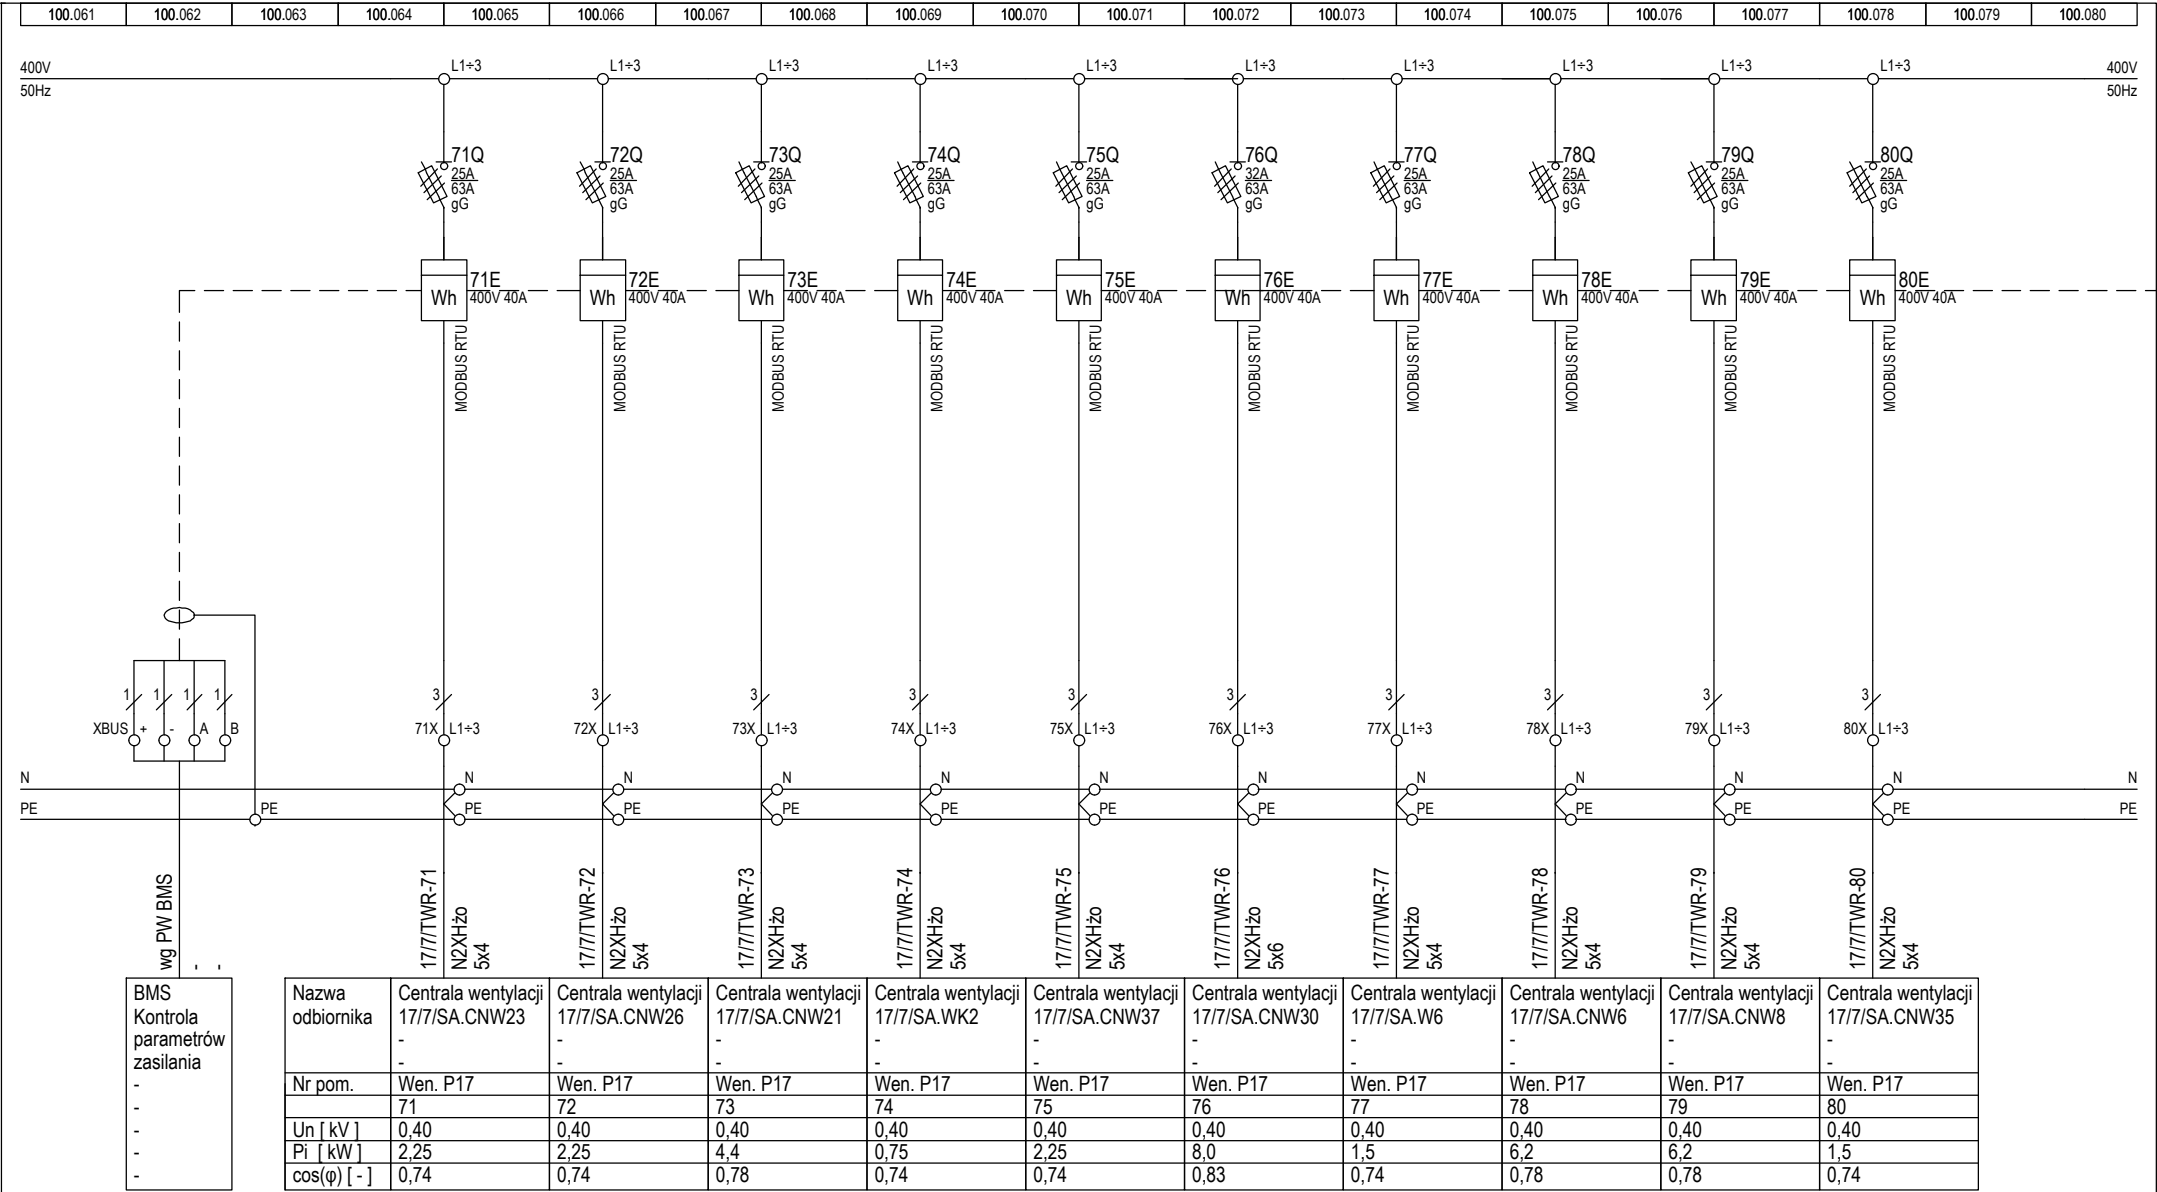 100.061 100.062 100.063 100.064 100.065 100.066 100.067 100.068 100.069 100.070 100.071 100.072 100.073 100.074 100.075 100.076 100.077 100.078 100.079 100.080
400V L1÷3 L1÷3 L1÷3 L1÷3 L1÷3 L1÷3 L1÷3 L1÷3 L1÷3 L1÷3 400V
50Hz 50Hz
71Q 72Q 73Q 74Q 75Q 76Q 77Q 78Q 79Q 80Q
25A 25A 25A 25A 25A 32A 25A 25A 25A 25A
63A 63A 63A 63A 63A 63A 63A 63A 63A 63A
gG gG gG gG gG gG gG gG gG gG
71E 72E 73E 74E 75E 76E 77E 78E 79E 80E
Wh 400V 40A Wh 400V 40A Wh 400V 40A Wh 400V 40A Wh 400V 40A Wh 400V 40A Wh 400V 40A Wh 400V 40A Wh 400V 40A Wh 400V 40A
MODBUS RTU MODBUS RTU MODBUS RTU MODBUS RTU MODBUS RTU MODBUS RTU MODBUS RTU MODBUS RTU MODBUS RTU MODBUS RTU
1 1 1 1 3 3 3 3 3 3 3 3 3 3
XBUS + - A B 71X L1÷3 72X L1÷3 73X L1÷3 74X L1÷3 75X L1÷3 76X L1÷3 77X L1÷3 78X L1÷3 79X L1÷3 80X L1÷3
N N N N N N N N N N N N
PE PE PE PE PE PE PE PE PE PE PE PE PE
wg PW BMS - -
17/7/TWR-71 N2XHżo 5x4
17/7/TWR-72 N2XHżo 5x4
17/7/TWR-73 N2XHżo 5x4
17/7/TWR-74 N2XHżo 5x4
17/7/TWR-75 N2XHżo 5x4
17/7/TWR-76 N2XHżo 5x6
17/7/TWR-77 N2XHżo 5x4
17/7/TWR-78 N2XHżo 5x4
17/7/TWR-79 N2XHżo 5x4
17/7/TWR-80 N2XHżo 5x4
BMS
Kontrola
parametrów
zasilania
-
-
-
-
-
Nazwa Centrala wentylacji Centrala wentylacji Centrala wentylacji Centrala wentylacji Centrala wentylacji Centrala wentylacji Centrala wentylacji Centrala wentylacji Centrala wentylacji Centrala wentylacji
odbiornika 17/7/SA.CNW23 17/7/SA.CNW26 17/7/SA.CNW21 17/7/SA.WK2 17/7/SA.CNW37 17/7/SA.CNW30 17/7/SA.W6 17/7/SA.CNW6 17/7/SA.CNW8 17/7/SA.CNW35
- - - - - - - - - -
- - - - - - - - - -
Nr pom. Wen. P17 Wen. P17 Wen. P17 Wen. P17 Wen. P17 Wen. P17 Wen. P17 Wen. P17 Wen. P17 Wen. P17
71 72 73 74 75 76 77 78 79 80
Un [ kV ] 0,40 0,40 0,40 0,40 0,40 0,40 0,40 0,40 0,40 0,40
Pi [ kW ] 2,25 2,25 4,4 0,75 2,25 8,0 1,5 6,2 6,2 1,5
cos(φ) [ - ] 0,74 0,74 0,78 0,74 0,74 0,83 0,74 0,78 0,78 0,74